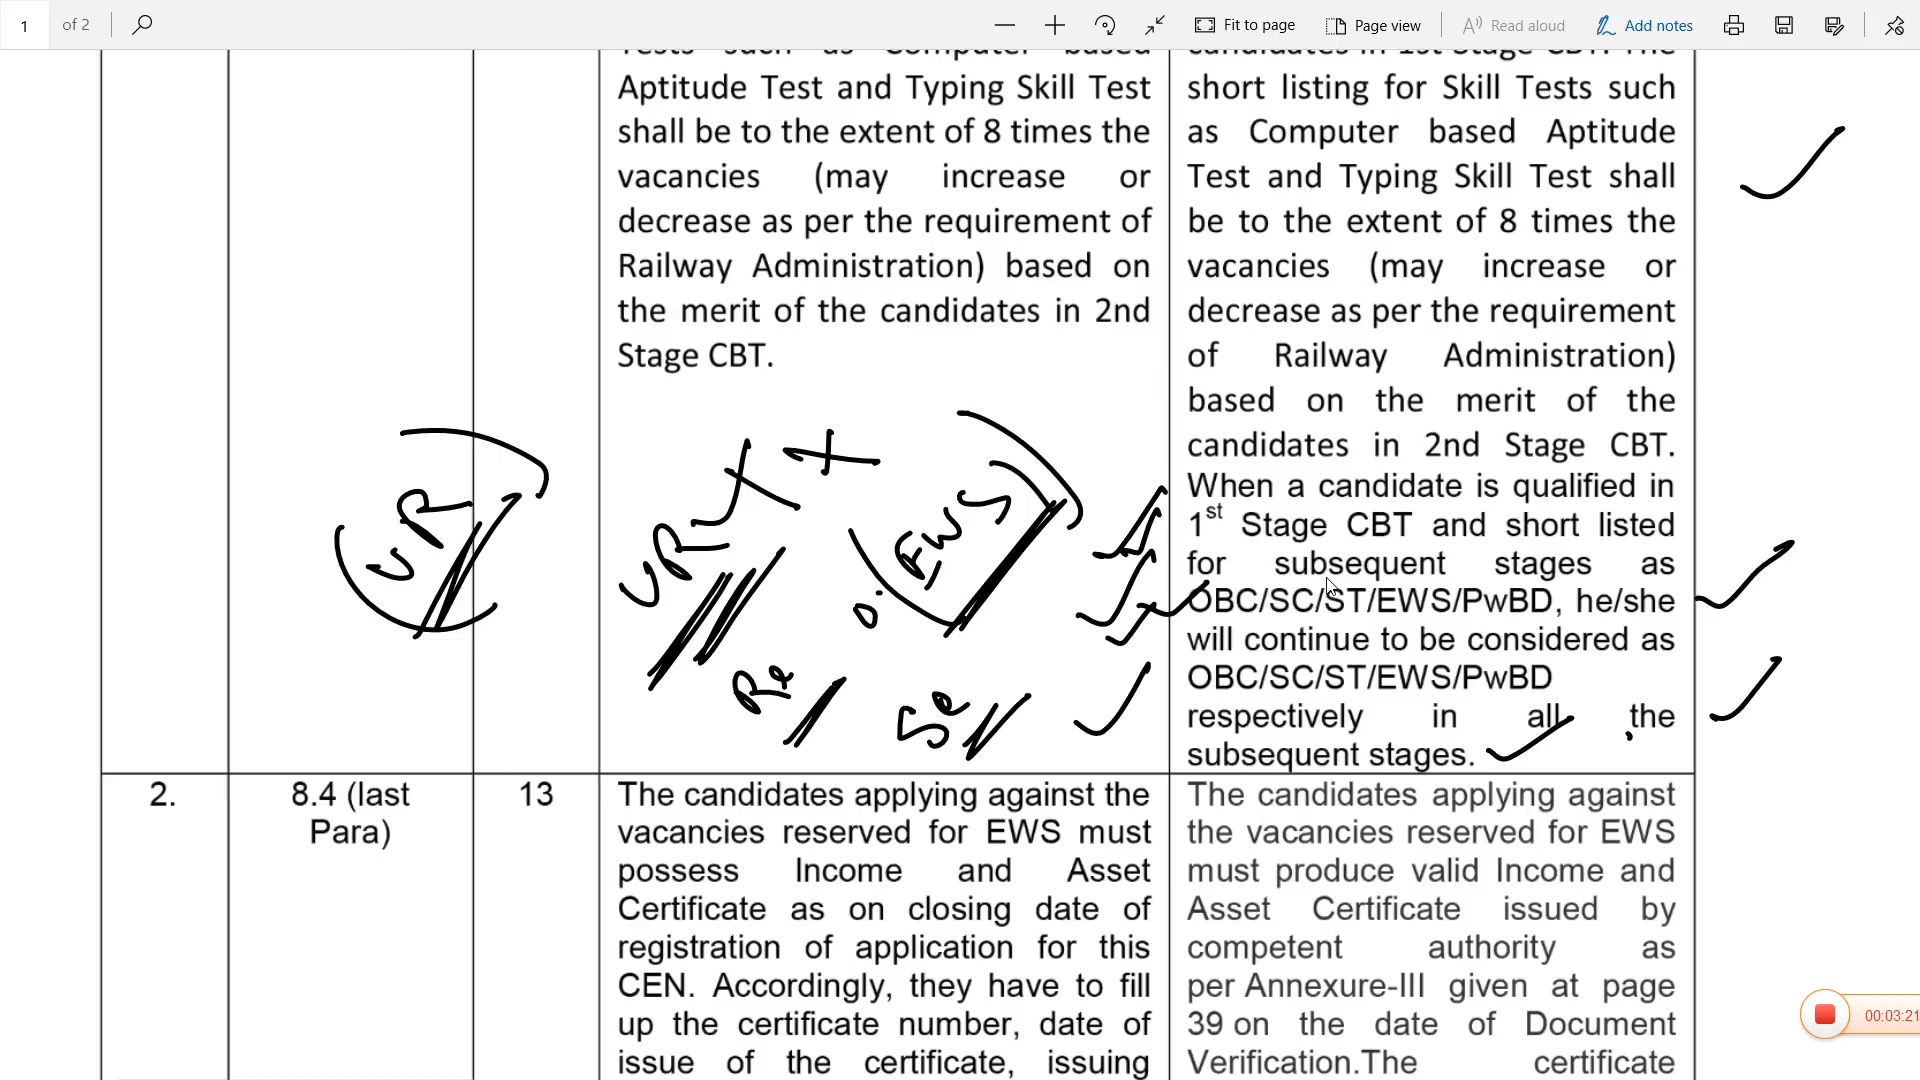 1 of 2 Fit to page Page view Read aloud Add notes
Tests such as Computer based
Aptitude Test and Typing Skill Test
shall be to the extent of 8 times the
vacancies (may increase or
decrease as per the requirement of
Railway Administration) based on
the merit of the candidates in 2nd
Stage CBT.
candidates in 1st Stage CBT. The
short listing for Skill Tests such
as Computer based Aptitude
Test and Typing Skill Test shall
be to the extent of 8 times the
vacancies (may increase or
decrease as per the requirement
of Railway Administration)
based on the merit of the
candidates in 2nd Stage CBT.
When a candidate is qualified in
1st Stage CBT and short listed
for subsequent stages as
OBC/SC/ST/EWS/PwBD, he/she
will continue to be considered as
OBC/SC/ST/EWS/PwBD
respectively in all the
subsequent stages.
UR
UR
EWS
2.
8.4 (last
Para)
13
The candidates applying against the
vacancies reserved for EWS must
possess Income and Asset
Certificate as on closing date of
registration of application for this
CEN. Accordingly, they have to fill
up the certificate number, date of
issue of the certificate, issuing
The candidates applying against
the vacancies reserved for EWS
must produce valid Income and
Asset Certificate issued by
competent authority as
per Annexure-III given at page
39 on the date of Document
Verification.The certificate
00:03:21